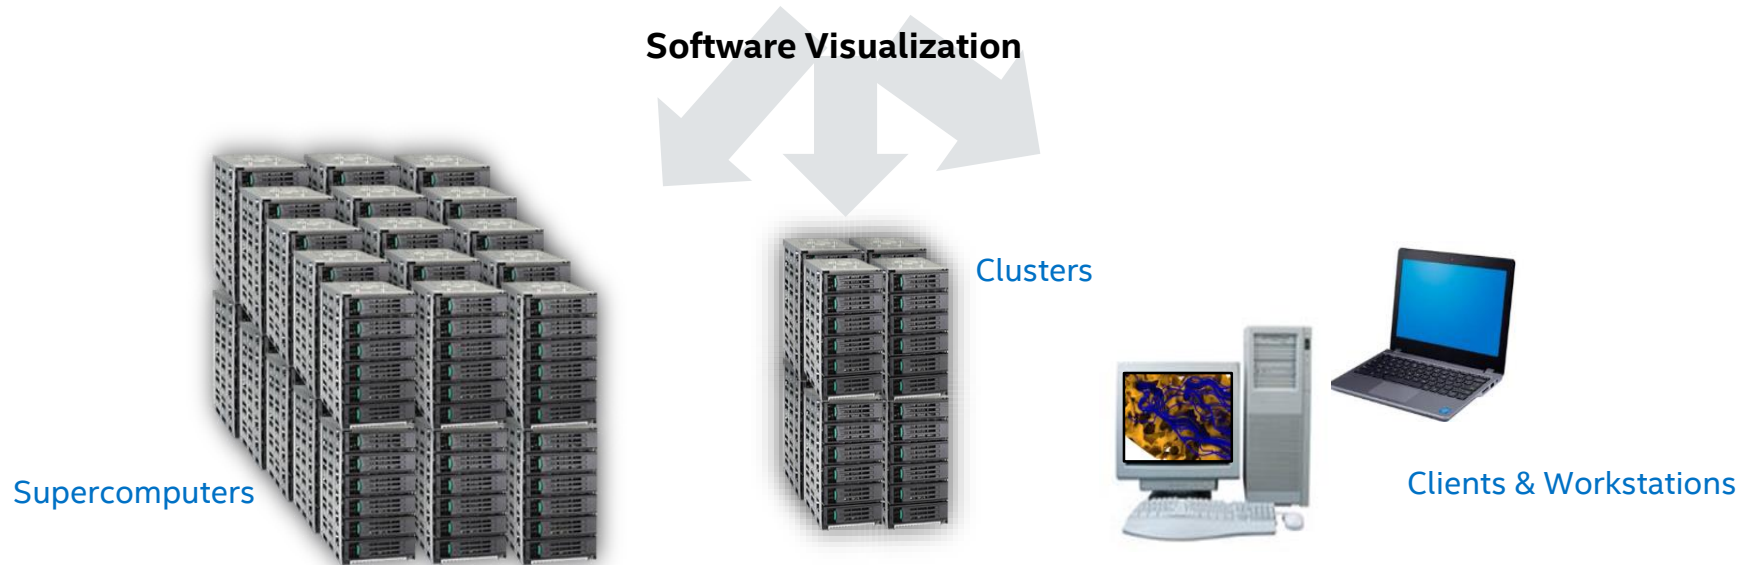 Software Visualization
Clusters
Supercomputers
Clients & Workstations